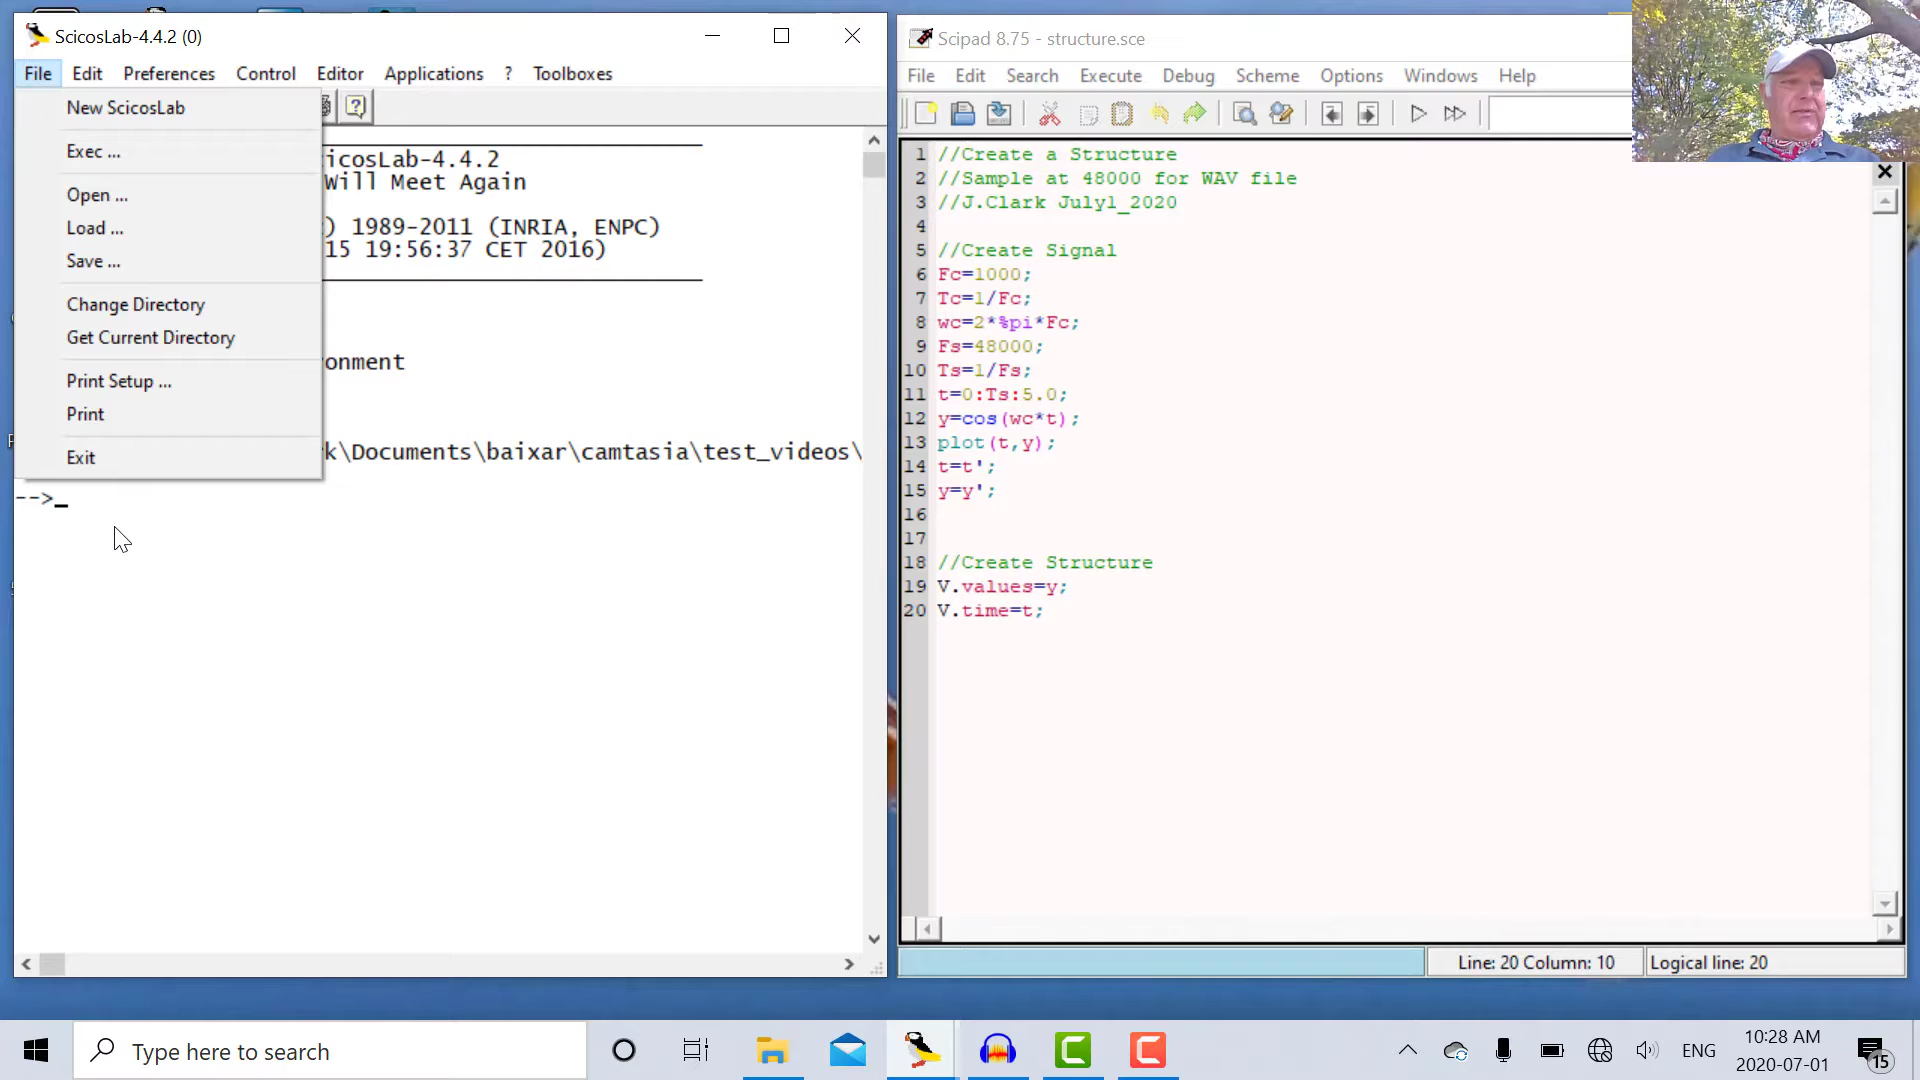 ScicosLab-4.4.2 (0)
File Edit Preferences Control Editor Applications ? Toolboxes
New ScicosLab
Exec ...
Open ...
Load ...
Save ...
Change Directory
Get Current Directory
Print Setup ...
Print
Exit
cicosLab-4.4.2
Will Meet Again
) 1989-2011 (INRIA, ENPC)
15 19:56:37 CET 2016)
onment
k\Documents\baixar\camtasia\test_videos\
-->_
Scipad 8.75 - structure.sce
File Edit Search Execute Debug Scheme Options Windows Help
1 //Create a Structure
2 //Sample at 48000 for WAV file
3 //J.Clark July1_2020
4
5 //Create Signal
6 Fc=1000;
7 Tc=1/Fc;
8 wc=2*%pi*Fc;
9 Fs=48000;
10 Ts=1/Fs;
11 t=0:Ts:5.0;
12 y=cos(wc*t);
13 plot(t,y);
14 t=t';
15 y=y';
16
17
18 //Create Structure
19 V.values=y;
20 V.time=t;
Line: 20 Column: 10 Logical line: 20
Type here to search
ENG
10:28 AM
2020-07-01
15